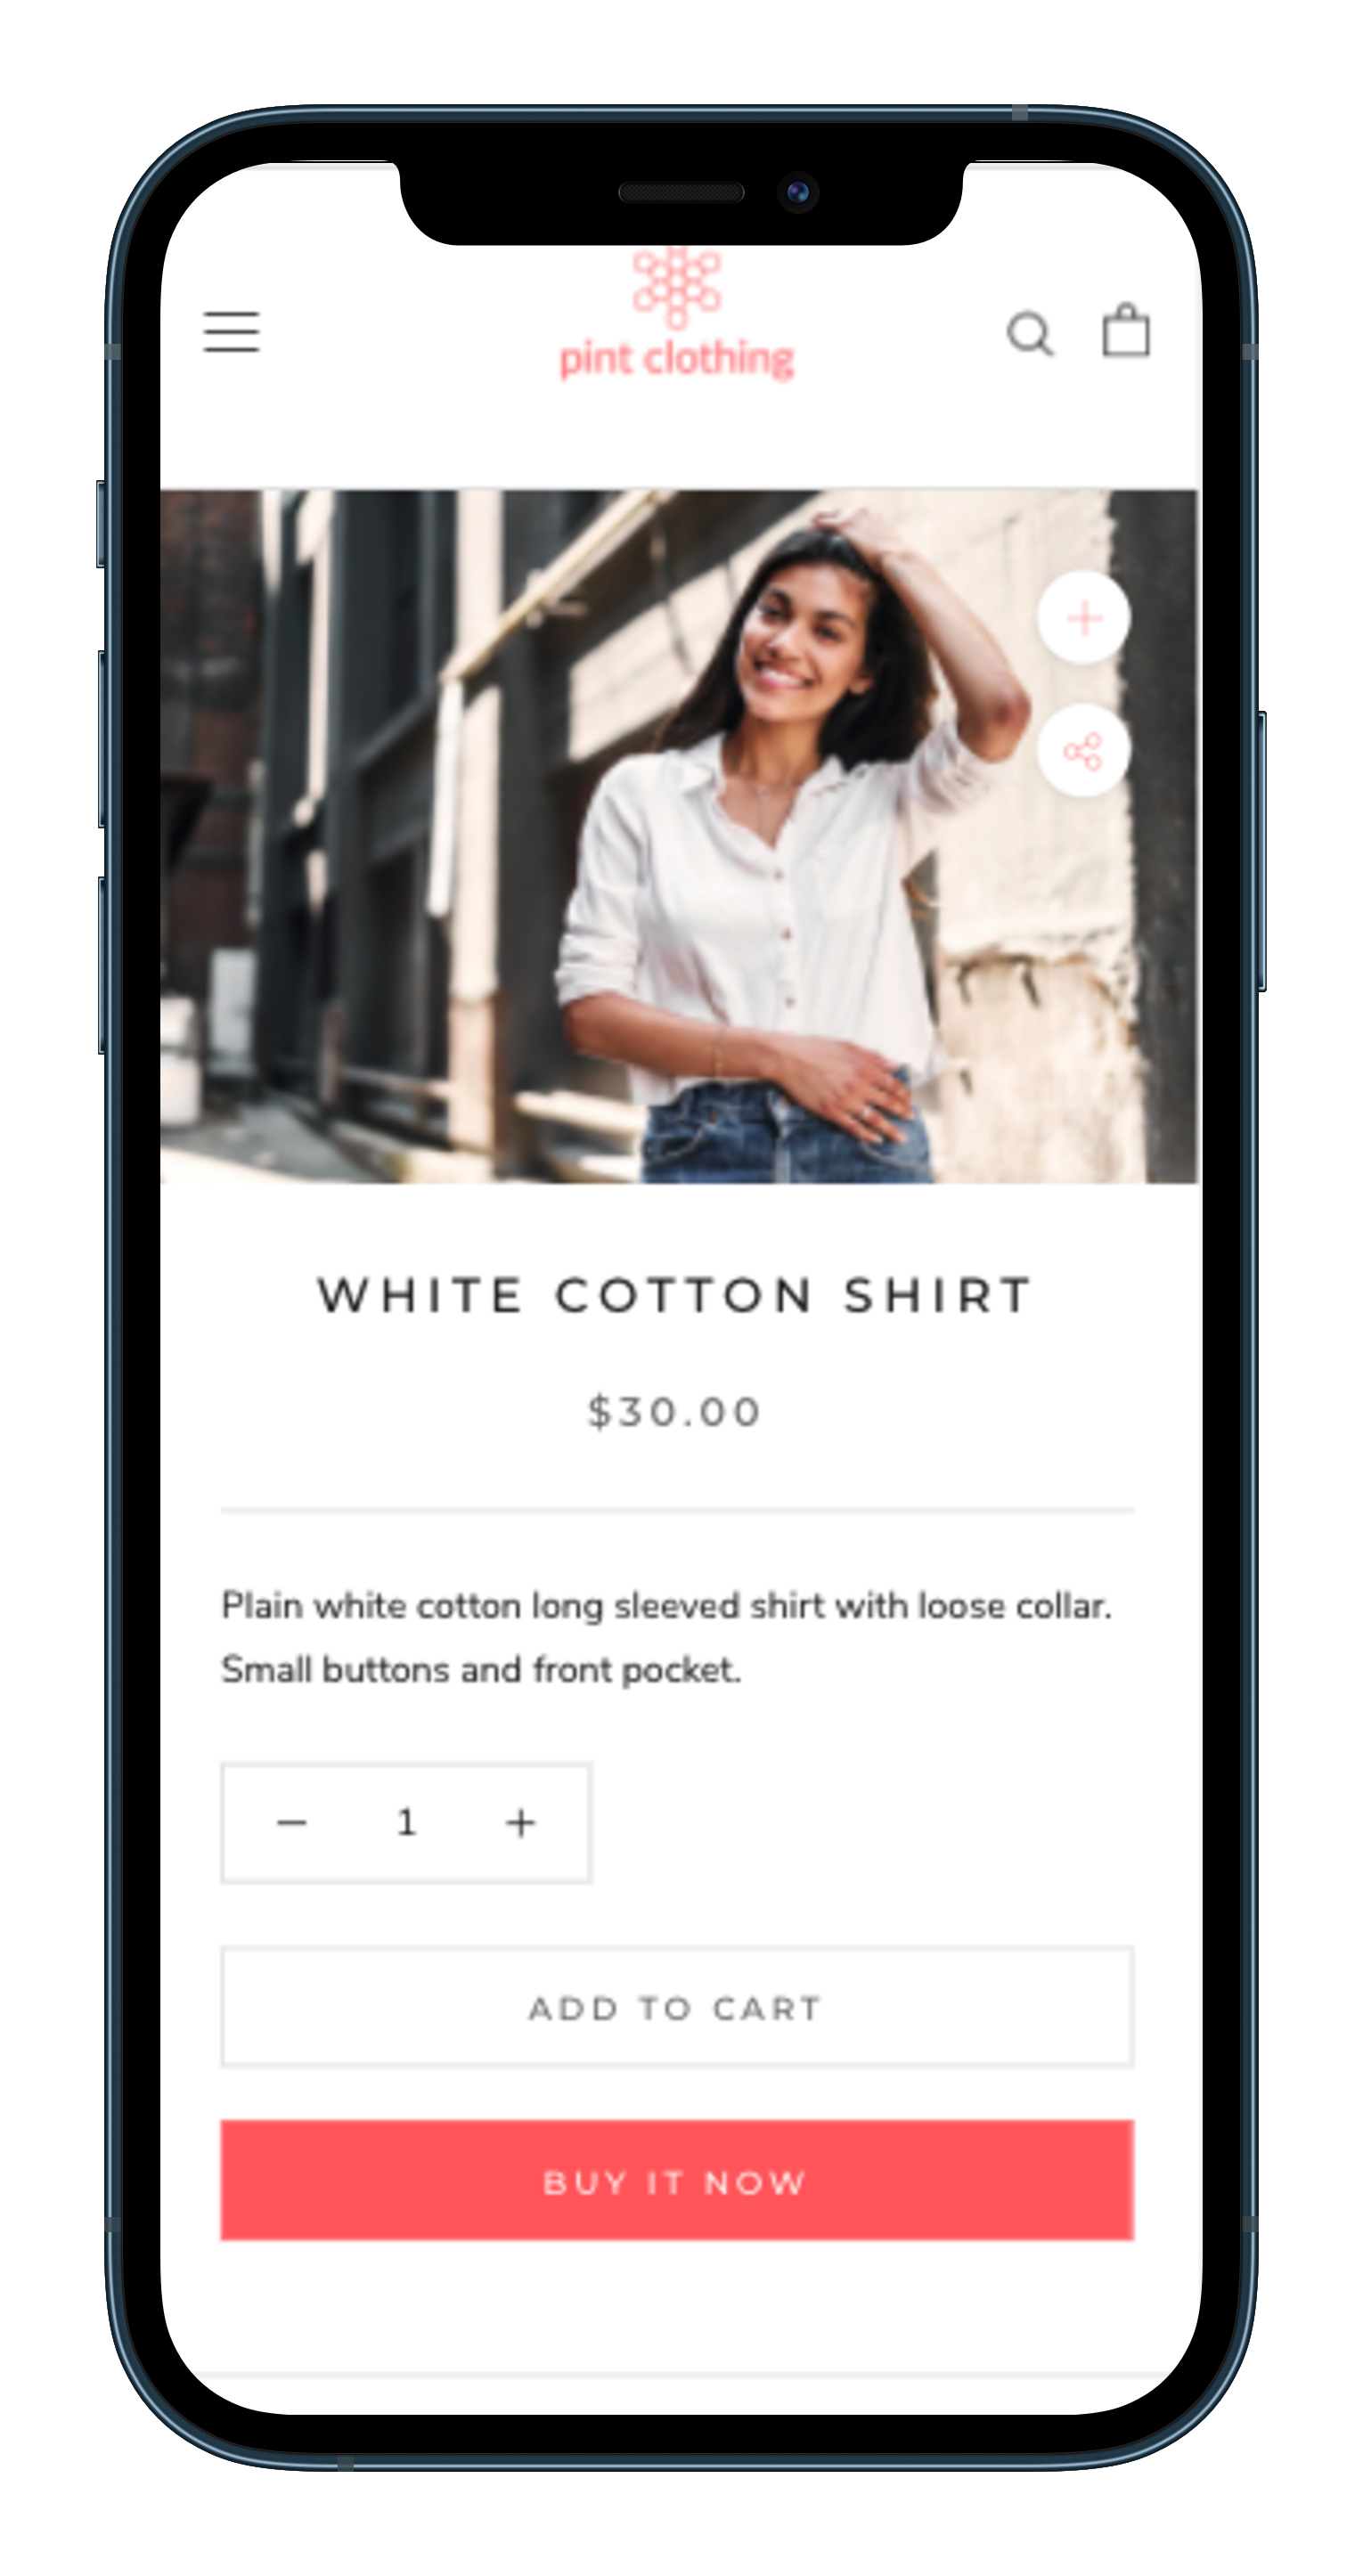 pint clothing
WHITE COTTON SHIRT
$30.00
Plain white cotton long sleeved shirt with loose collar.
Small buttons and front pocket.
− 1 +
ADD TO CART
BUY IT NOW